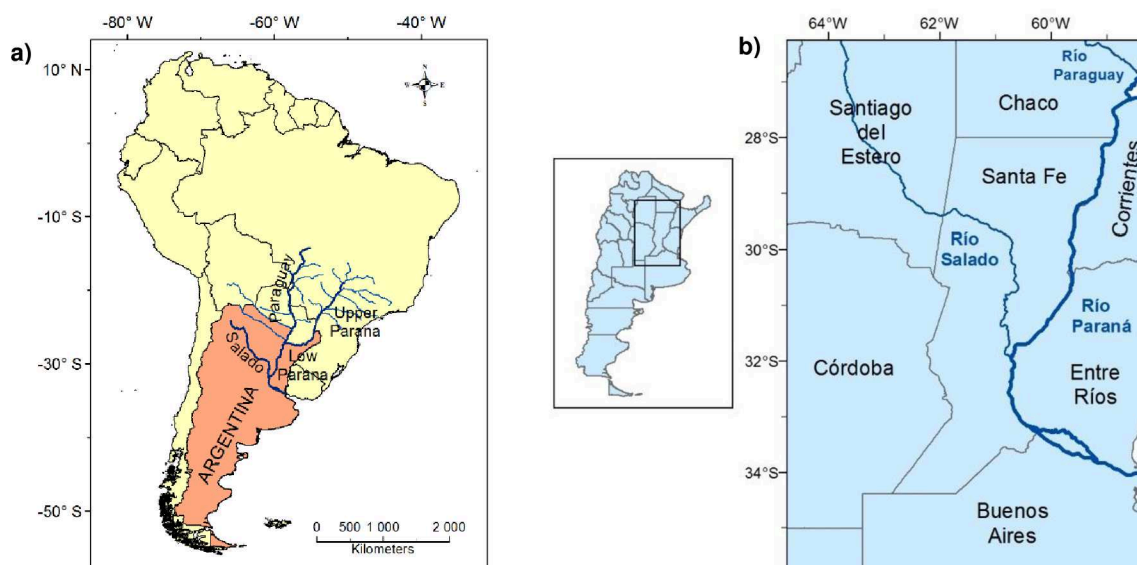 -80° W
-60° W
-40° W
a)
N
W
E
S
10° N
-10° S
-30° S
-50° S
Paraguay
Upper
Parana
Salado
Low
Parana
ARGENTINA
0
500
1 000
2 000
Kilometers
b)
64°W
62°W
60°W
28°S
30°S
32°S
34°S
Río
Paraguay
Santiago
del
Estero
Chaco
Santa Fe
Corrientes
Río
Salado
Río
Paraná
Córdoba
Entre
Ríos
Buenos
Aires